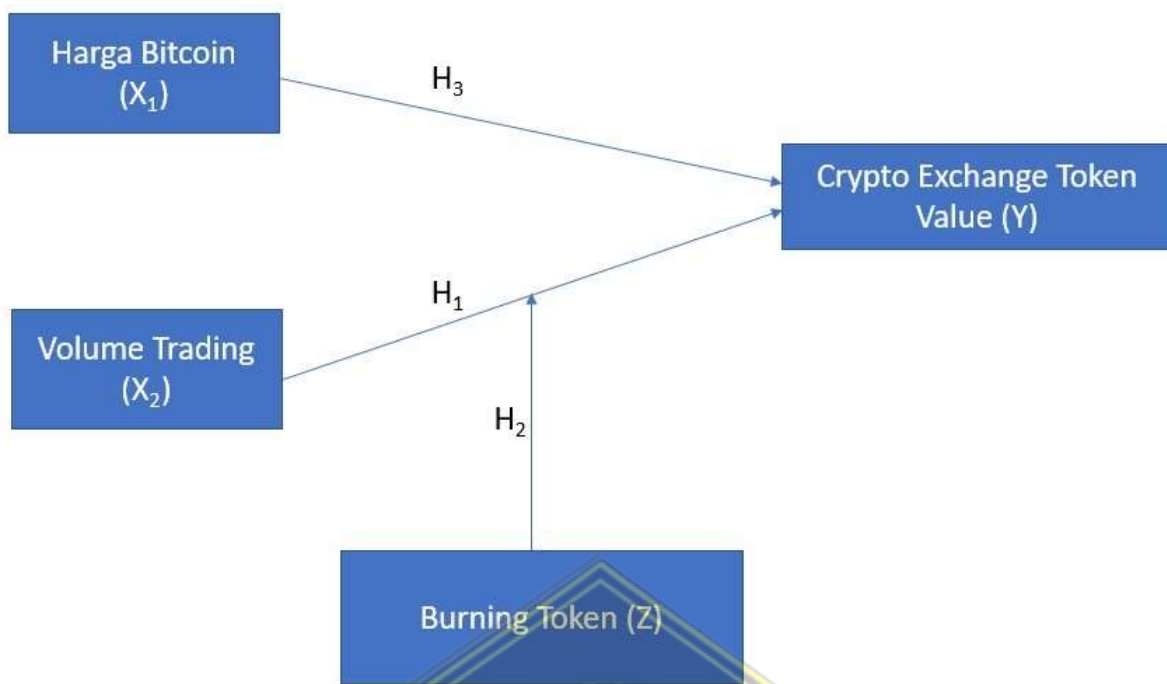 Harga Bitcoin
(X₁)
H₃
Crypto Exchange Token
Value (Y)
H₁
Volume Trading
(X₂)
H₂
Burning Token (Z)